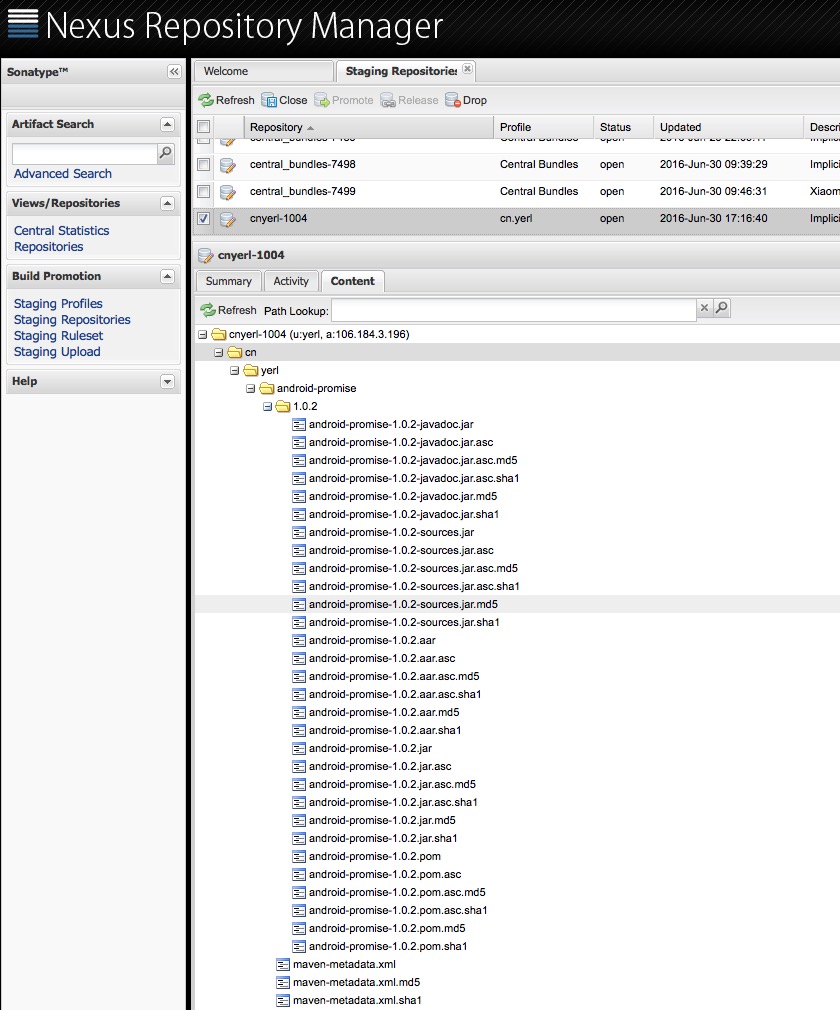 Nexus Repository Manager
Sonatype™
Welcome
Staging Repositories
Refresh Close Promote Release Drop
Artifact Search
Advanced Search
Views/Repositories
Central Statistics
Repositories
Build Promotion
Staging Profiles
Staging Repositories
Staging Ruleset
Staging Upload
Help
Repository Profile Status Updated Descri
central_bundles-7498 Central Bundles open 2016-Jun-30 09:39:29 Implici
central_bundles-7499 Central Bundles open 2016-Jun-30 09:46:31 Xiaom
cnyerl-1004 cn.yerl open 2016-Jun-30 17:16:40 Implici
cnyerl-1004
Summary Activity Content
Refresh Path Lookup:
cnyerl-1004 (u:yerl, a:106.184.3.196)
cn
yerl
android-promise
1.0.2
android-promise-1.0.2-javadoc.jar
android-promise-1.0.2-javadoc.jar.asc
android-promise-1.0.2-javadoc.jar.asc.md5
android-promise-1.0.2-javadoc.jar.asc.sha1
android-promise-1.0.2-javadoc.jar.md5
android-promise-1.0.2-javadoc.jar.sha1
android-promise-1.0.2-sources.jar
android-promise-1.0.2-sources.jar.asc
android-promise-1.0.2-sources.jar.asc.md5
android-promise-1.0.2-sources.jar.asc.sha1
android-promise-1.0.2-sources.jar.md5
android-promise-1.0.2-sources.jar.sha1
android-promise-1.0.2.aar
android-promise-1.0.2.aar.asc
android-promise-1.0.2.aar.asc.md5
android-promise-1.0.2.aar.asc.sha1
android-promise-1.0.2.aar.md5
android-promise-1.0.2.aar.sha1
android-promise-1.0.2.jar
android-promise-1.0.2.jar.asc
android-promise-1.0.2.jar.asc.md5
android-promise-1.0.2.jar.asc.sha1
android-promise-1.0.2.jar.md5
android-promise-1.0.2.jar.sha1
android-promise-1.0.2.pom
android-promise-1.0.2.pom.asc
android-promise-1.0.2.pom.asc.md5
android-promise-1.0.2.pom.asc.sha1
android-promise-1.0.2.pom.md5
android-promise-1.0.2.pom.sha1
maven-metadata.xml
maven-metadata.xml.md5
maven-metadata.xml.sha1